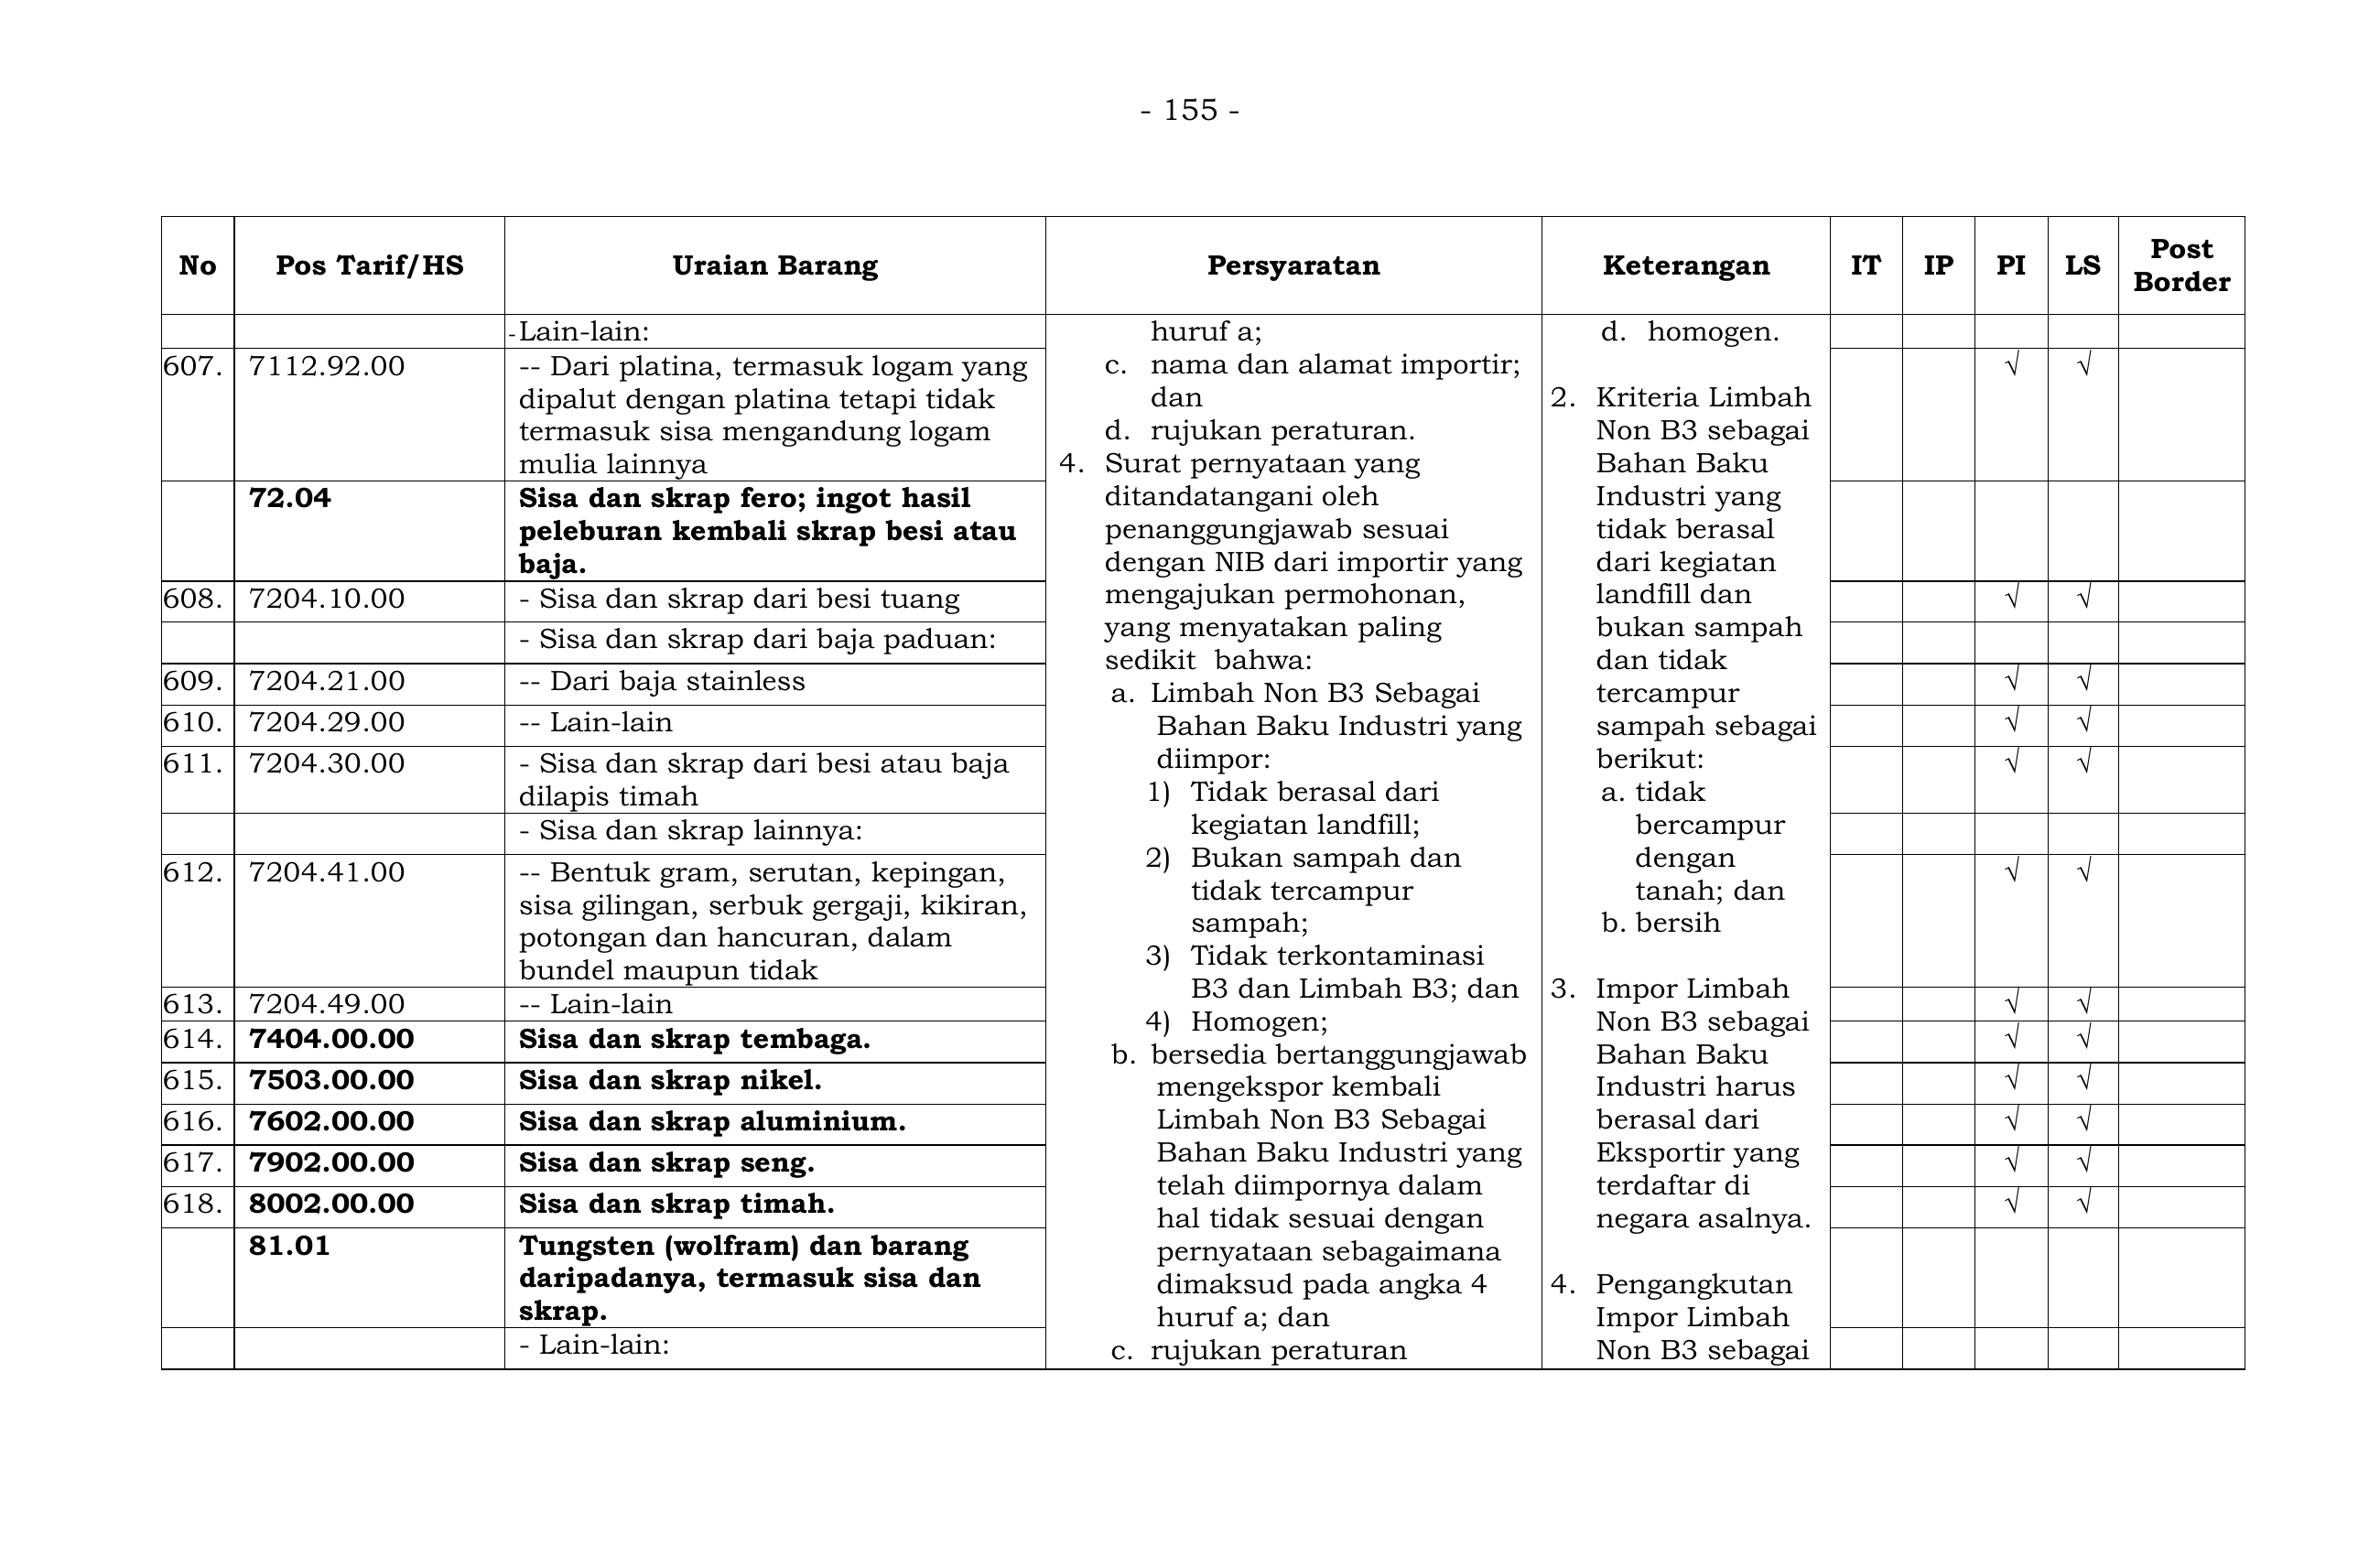 - 155 -
No Pos Tarif/HS Uraian Barang Persyaratan Keterangan IT IP PI LS Post Border
-Lain-lain:
607. 7112.92.00 -- Dari platina, termasuk logam yang √ √
dipalut dengan platina tetapi tidak
termasuk sisa mengandung logam
mulia lainnya
72.04 Sisa dan skrap fero; ingot hasil
peleburan kembali skrap besi atau
baja.
608. 7204.10.00 - Sisa dan skrap dari besi tuang √ √
- Sisa dan skrap dari baja paduan:
609. 7204.21.00 -- Dari baja stainless √ √
610. 7204.29.00 -- Lain-lain √ √
611. 7204.30.00 - Sisa dan skrap dari besi atau baja √ √
dilapis timah
- Sisa dan skrap lainnya:
612. 7204.41.00 -- Bentuk gram, serutan, kepingan, √ √
sisa gilingan, serbuk gergaji, kikiran,
potongan dan hancuran, dalam
bundel maupun tidak
613. 7204.49.00 -- Lain-lain √ √
614. 7404.00.00 Sisa dan skrap tembaga. √ √
615. 7503.00.00 Sisa dan skrap nikel. √ √
616. 7602.00.00 Sisa dan skrap aluminium. √ √
617. 7902.00.00 Sisa dan skrap seng. √ √
618. 8002.00.00 Sisa dan skrap timah. √ √
81.01 Tungsten (wolfram) dan barang
daripadanya, termasuk sisa dan
skrap.
- Lain-lain:
huruf a;
c. nama dan alamat importir;
dan
d. rujukan peraturan.
4. Surat pernyataan yang
ditandatangani oleh
penanggungjawab sesuai
dengan NIB dari importir yang
mengajukan permohonan,
yang menyatakan paling
sedikit bahwa:
a. Limbah Non B3 Sebagai
Bahan Baku Industri yang
diimpor:
1) Tidak berasal dari
kegiatan landfill;
2) Bukan sampah dan
tidak tercampur
sampah;
3) Tidak terkontaminasi
B3 dan Limbah B3; dan
4) Homogen;
b. bersedia bertanggungjawab
mengekspor kembali
Limbah Non B3 Sebagai
Bahan Baku Industri yang
telah diimpornya dalam
hal tidak sesuai dengan
pernyataan sebagaimana
dimaksud pada angka 4
huruf a; dan
c. rujukan peraturan
d. homogen.
2. Kriteria Limbah
Non B3 sebagai
Bahan Baku
Industri yang
tidak berasal
dari kegiatan
landfill dan
bukan sampah
dan tidak
tercampur
sampah sebagai
berikut:
a. tidak
bercampur
dengan
tanah; dan
b. bersih
3. Impor Limbah
Non B3 sebagai
Bahan Baku
Industri harus
berasal dari
Eksportir yang
terdaftar di
negara asalnya.
4. Pengangkutan
Impor Limbah
Non B3 sebagai